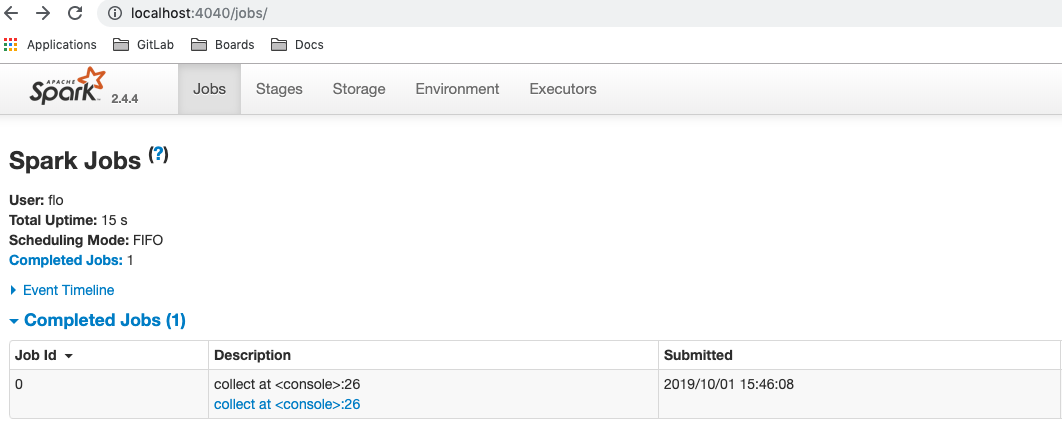 localhost:4040/jobs/
Applications GitLab Boards Docs
APACHE Spark 2.4.4 Jobs Stages Storage Environment Executors
Spark Jobs (?)
User: flo
Total Uptime: 15 s
Scheduling Mode: FIFO
Completed Jobs: 1
Event Timeline
Completed Jobs (1)
Job Id Description Submitted
0 collect at <console>:26 2019/10/01 15:46:08
collect at <console>:26